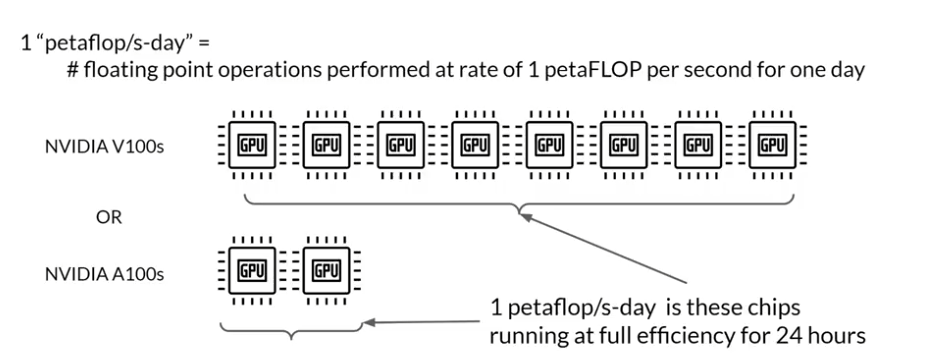 1 “petaflop/s-day” =
# floating point operations performed at rate of 1 petaFLOP per second for one day
NVIDIA V100s
GPU GPU GPU GPU GPU GPU GPU GPU
OR
NVIDIA A100s
GPU GPU
1 petaflop/s-day is these chips
running at full efficiency for 24 hours